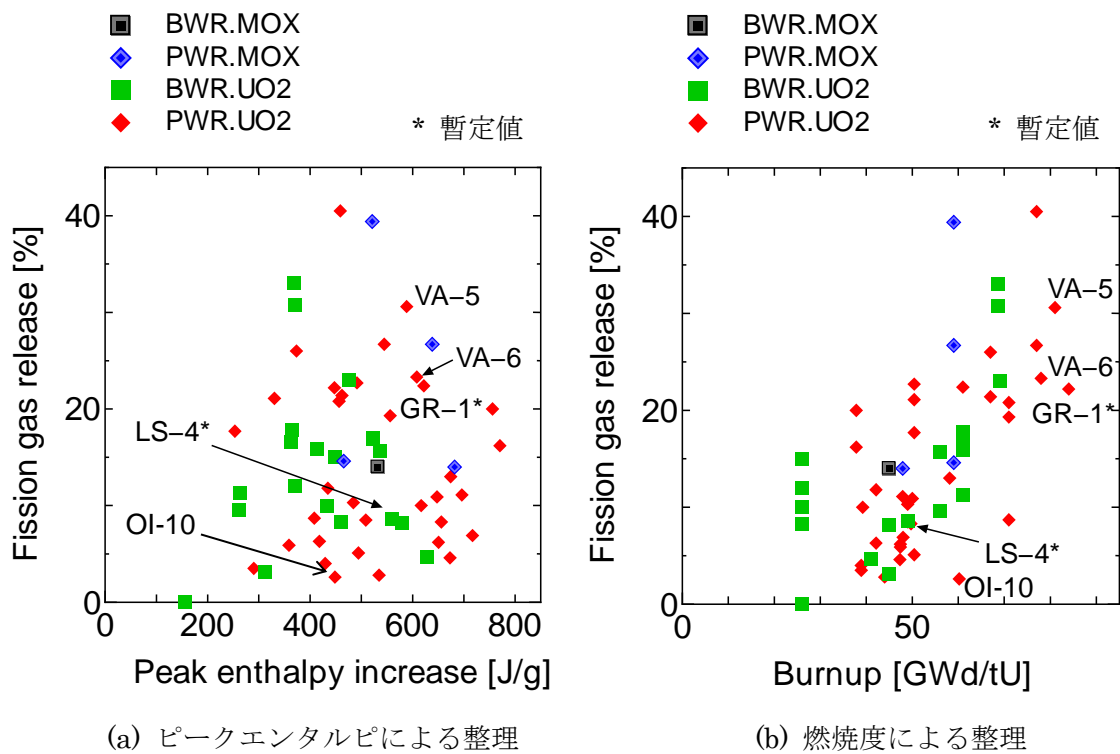 BWR.MOX
PWR.MOX
BWR.UO2
PWR.UO2
* 暫定値
Fission gas release [%]
40
20
0
VA–5
VA–6
GR–1*
LS–4*
OI-10
0 200 400 600 800
Peak enthalpy increase [J/g]
(a) ピークエンタルピによる整理
BWR.MOX
PWR.MOX
BWR.UO2
PWR.UO2
* 暫定値
Fission gas release [%]
40
20
0
VA–5
VA–6
GR–1*
LS–4*
OI-10
0 50
Burnup [GWd/tU]
(b) 燃焼度による整理